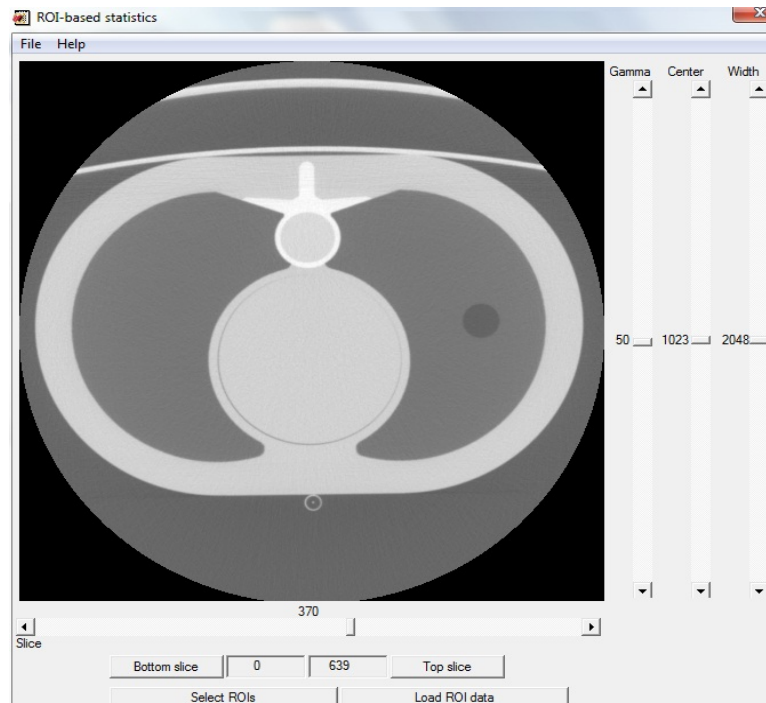 ROI-based statistics
File Help
Gamma Center Width
50 1023 2048
370
Slice
Bottom slice 0 639 Top slice
Select ROIs Load ROI data